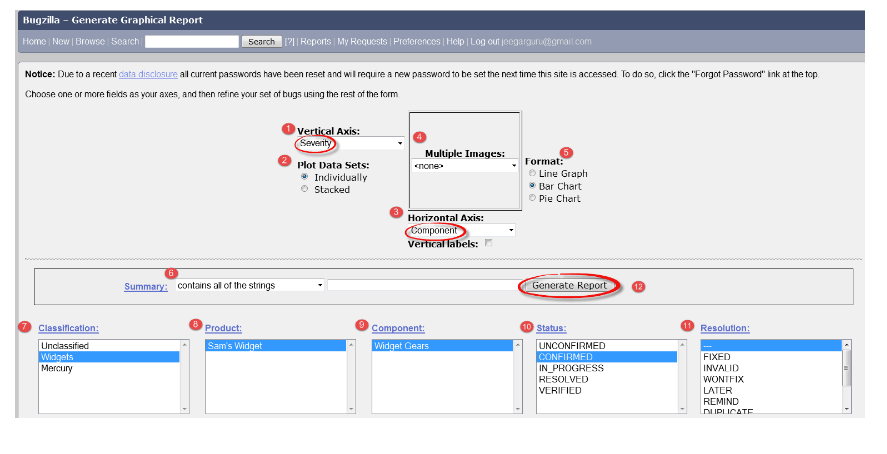 Bugzilla – Generate Graphical Report
Home | New | Browse | Search | Search [?] | Reports | My Requests | Preferences | Help | Log out jeegarguru@gmail.com
Notice: Due to a recent data disclosure all current passwords have been reset and will require a new password to be set the next time this site is accessed. To do so, click the "Forgot Password" link at the top.
Choose one or more fields as your axes, and then refine your set of bugs using the rest of the form.
1 Vertical Axis:
Severity
2 Plot Data Sets:
Individually
Stacked
4
Multiple Images:
<none>
5
Format:
Line Graph
Bar Chart
Pie Chart
3 Horizontal Axis:
Component
Vertical labels:
6
Summary: contains all of the strings Generate Report 12
7 Classification:
Unclassified
Widgets
Mercury
8 Product:
Sam's Widget
9 Component:
Widget Gears
10 Status:
UNCONFIRMED
CONFIRMED
IN_PROGRESS
RESOLVED
VERIFIED
11 Resolution:
---
FIXED
INVALID
WONTFIX
LATER
REMIND
DUPLICATE